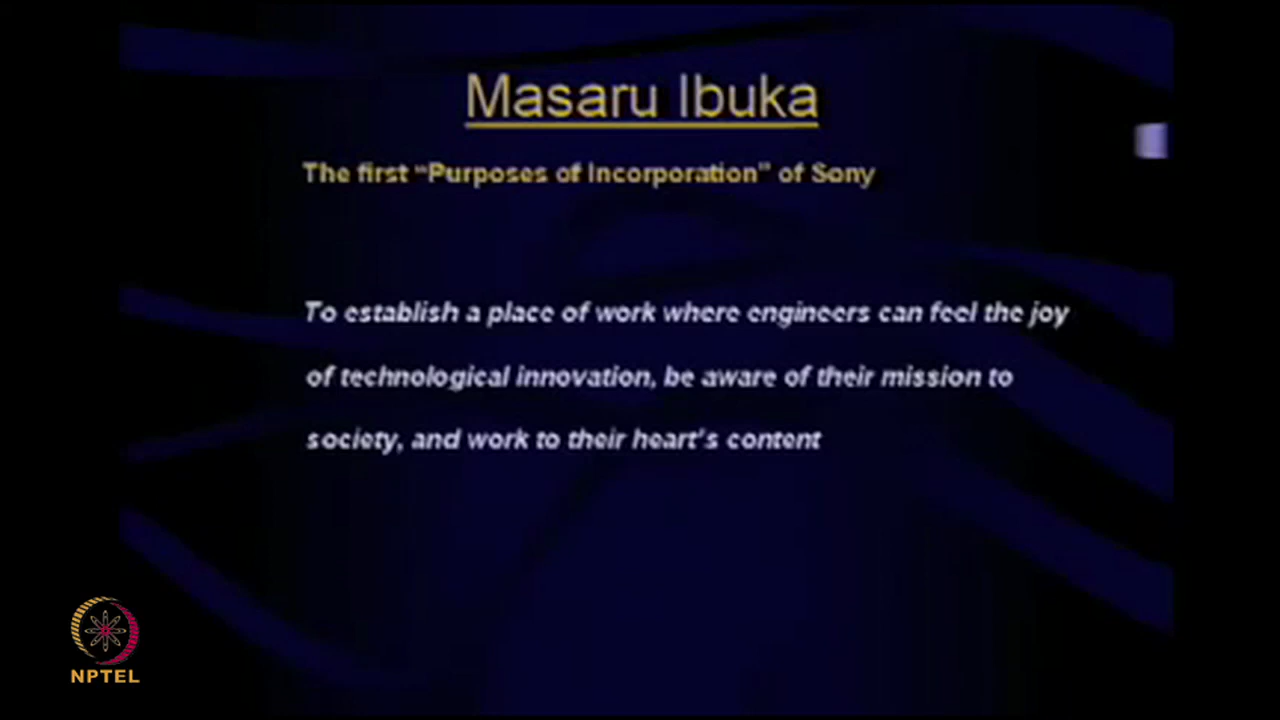 Masaru Ibuka
The first “Purposes of Incorporation” of Sony
To establish a place of work where engineers can feel the joy
of technological innovation, be aware of their mission to
society, and work to their heart's content
NPTEL